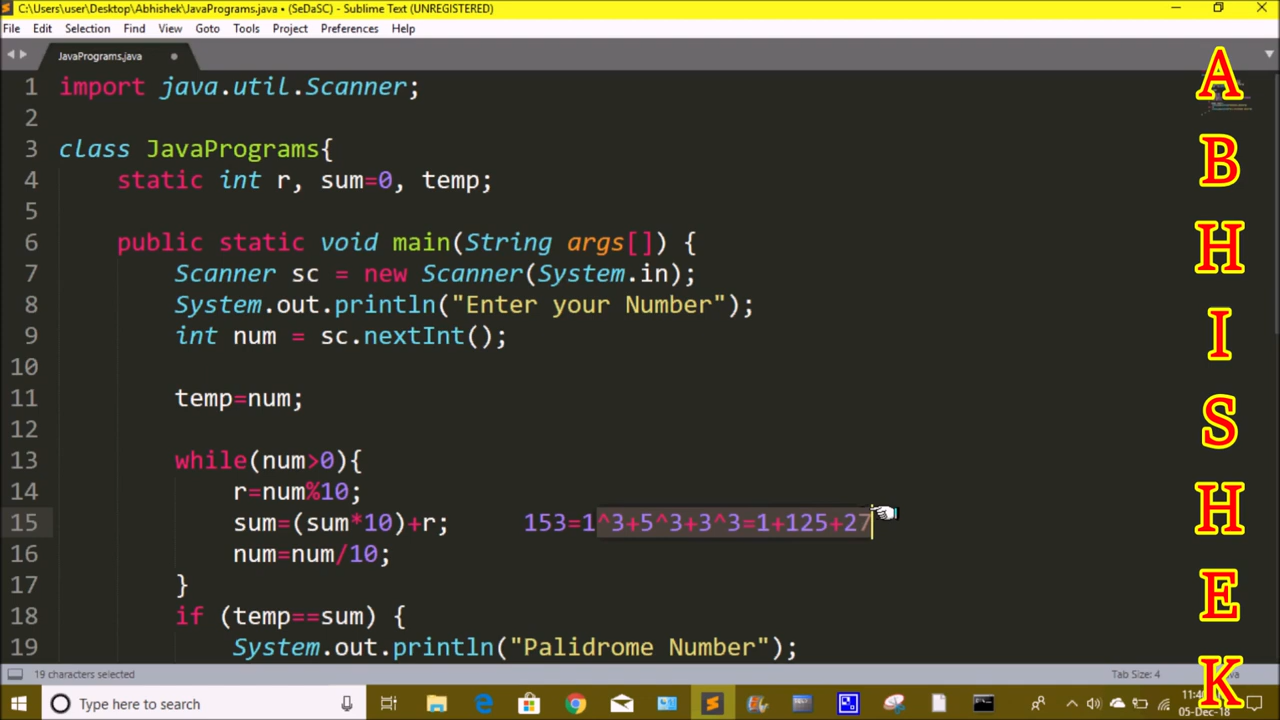 C:\Users\user\Desktop\Abhishek\JavaPrograms.java • (SeDaSC) - Sublime Text (UNREGISTERED)
File Edit Selection Find View Goto Tools Project Preferences Help
JavaPrograms.java
1 import java.util.Scanner;
2
3 class JavaPrograms{
4 static int r, sum=0, temp;
5
6 public static void main(String args[]) {
7 Scanner sc = new Scanner(System.in);
8 System.out.println("Enter your Number");
9 int num = sc.nextInt();
10
11 temp=num;
12
13 while(num>0){
14 r=num%10;
15 sum=(sum*10)+r; 153=1^3+5^3+3^3=1+125+27
16 num=num/10;
17 }
18 if (temp==sum) {
19 System.out.println("Palidrome Number");
A
B
H
I
S
H
E
K
19 characters selected Tab Size: 4
Type here to search
05-Dec-18